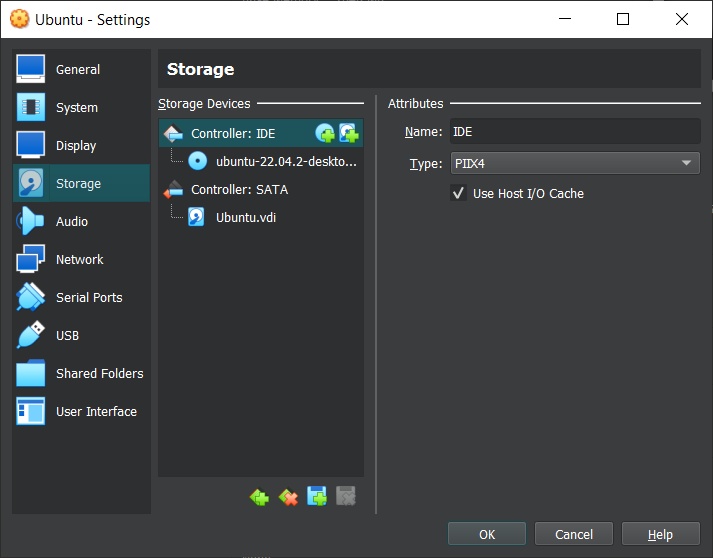 Ubuntu - Settings
General
System
Display
Storage
Audio
Network
Serial Ports
USB
Shared Folders
User Interface
Storage
Storage Devices
Controller: IDE
ubuntu-22.04.2-deskto...
Controller: SATA
Ubuntu.vdi
Attributes
Name: IDE
Type: PIIX4
Use Host I/O Cache
OK
Cancel
Help